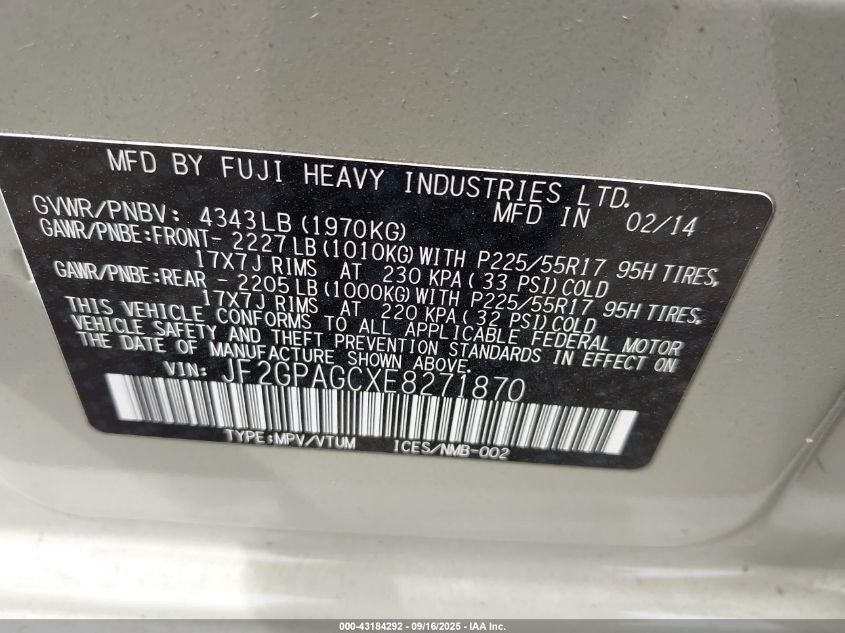 MFD BY FUJI HEAVY INDUSTRIES LTD.
GVWR/PNBV: 4343LB (1970KG) MFD IN 02/14
GAWR/PNBE:FRONT- 2227LB (1010KG) WITH P225/55R17 95H TIRES,
17X7J RIMS AT 230 KPA( 33 PSI) COLD
GAWR/PNBE:REAR - 2205LB (1000KG) WITH P225/55R17 95H TIRES,
17X7J RIMS AT 220 KPA( 32 PSI) COLD
THIS VEHICLE CONFORMS TO ALL APPLICABLE FEDERAL MOTOR
VEHICLE SAFETY AND THEFT PREVENTION STANDARDS IN EFFECT ON
THE DATE OF MANUFACTURE SHOWN ABOVE.
VIN: JF2GPAGCXE8271870
TYPE:MPV/VTUM ICES/NMB-002
000-43184292 - 09/16/2025 - IAA Inc.